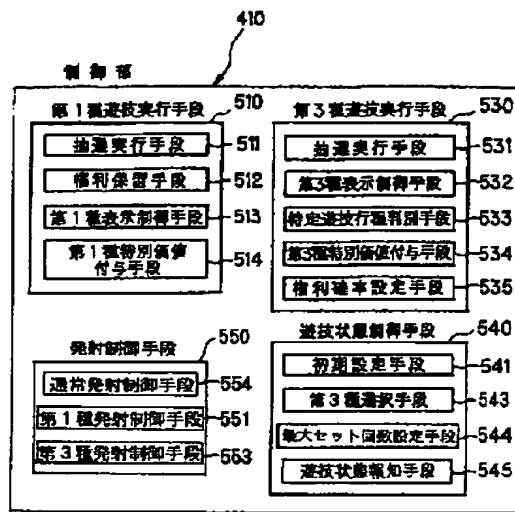 410
制御部
第1種遊技実行手段 510
抽選実行手段 511
権利保留手段 512
第1種表示制御手段 513
第1種特別価値
付与手段 514
第3種遊技実行手段 530
抽選実行手段 531
第3種表示制御手段 532
特定遊技行程判別手段 533
第3種特別価値付与手段 534
権利確率設定手段 535
発射制御手段 550
通常発射制御手段 554
第1種発射制御手段 551
第3種発射制御手段 553
遊技状態制御手段 540
初期設定手段 541
第3種選択手段 543
最大セット回数設定手段 544
遊技状態報知手段 545